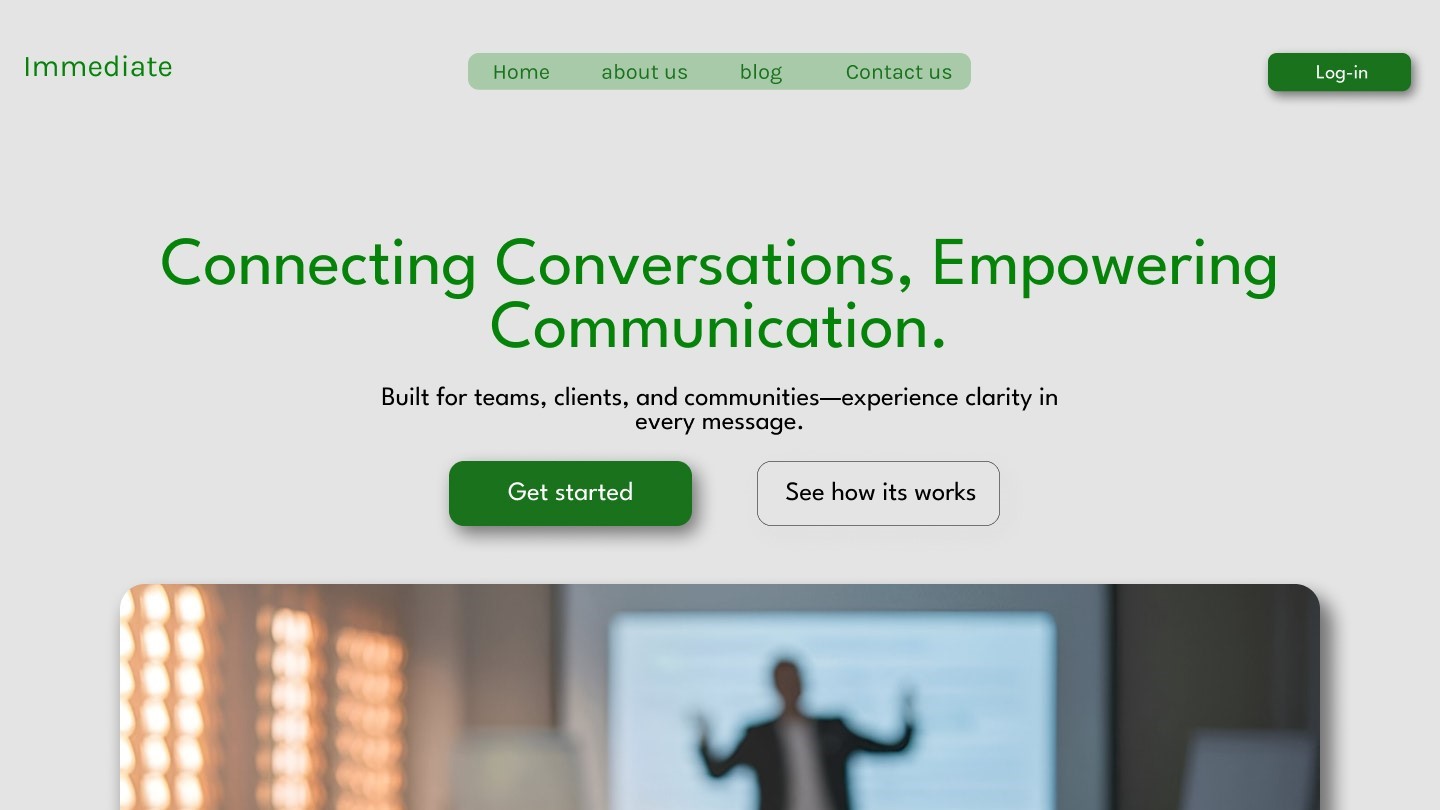 Immediate
Home about us blog Contact us
Log-in
Connecting Conversations, Empowering
Communication.
Built for teams, clients, and communities—experience clarity in
every message.
Get started
See how its works